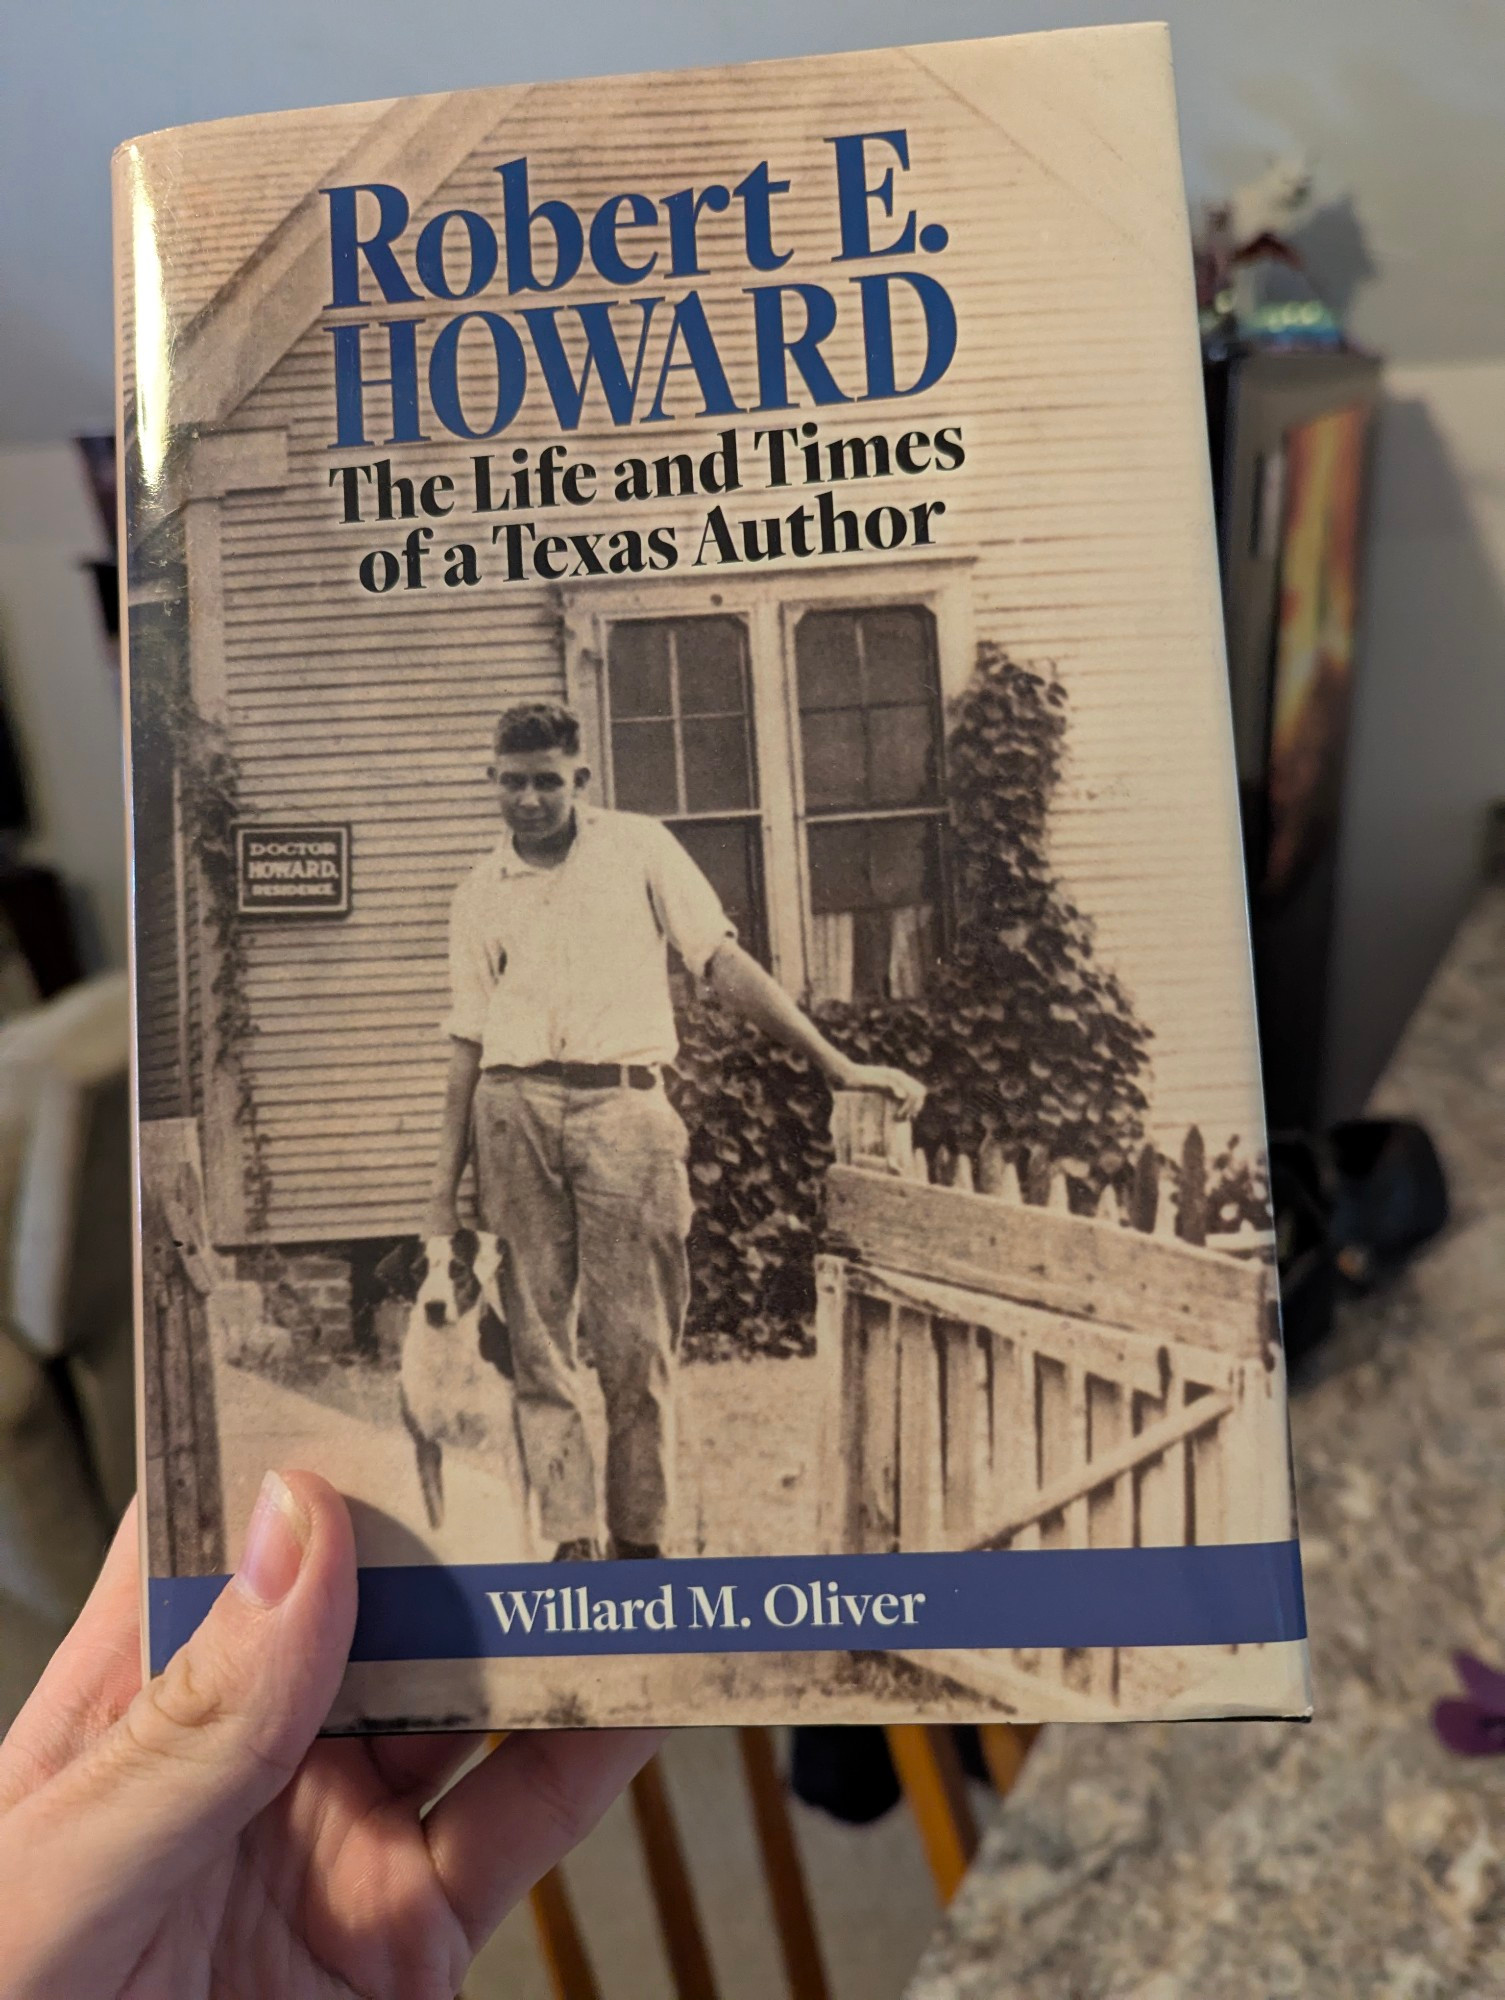 Robert E.
HOWARD
The Life and Times
of a Texas Author
DOCTOR
HOWARD,
RESIDENCE
Willard M. Oliver